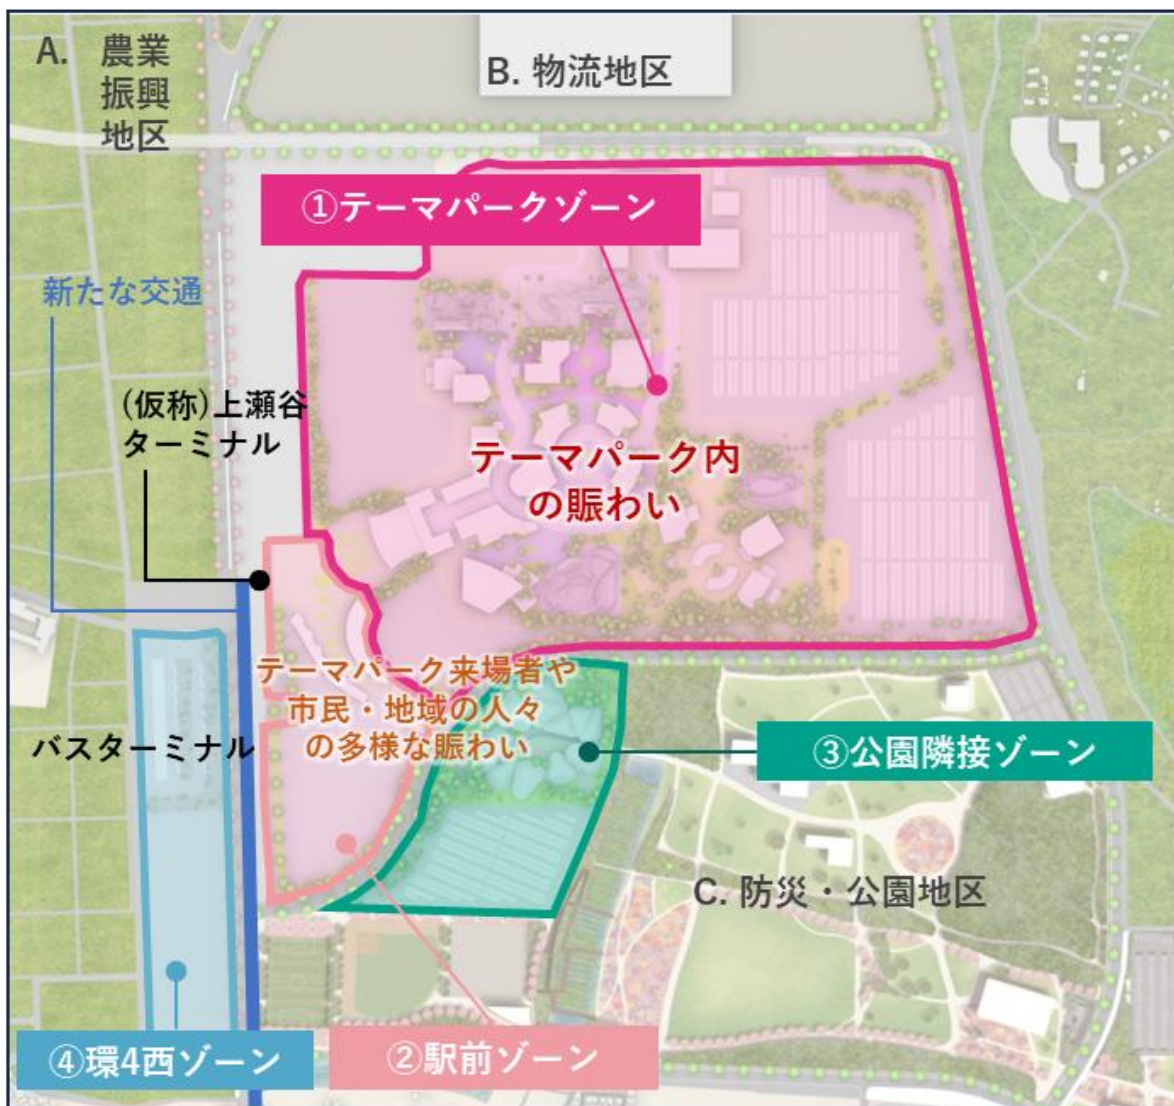 A. 農業
振興
地区
B. 物流地区
①テーマパークゾーン
新たな交通
(仮称)上瀬谷
ターミナル
テーマパーク内
の賑わい
テーマパーク来場者や
市民・地域の人々
の多様な賑わい
バスターミナル
③公園隣接ゾーン
C. 防災・公園地区
④環4西ゾーン
②駅前ゾーン